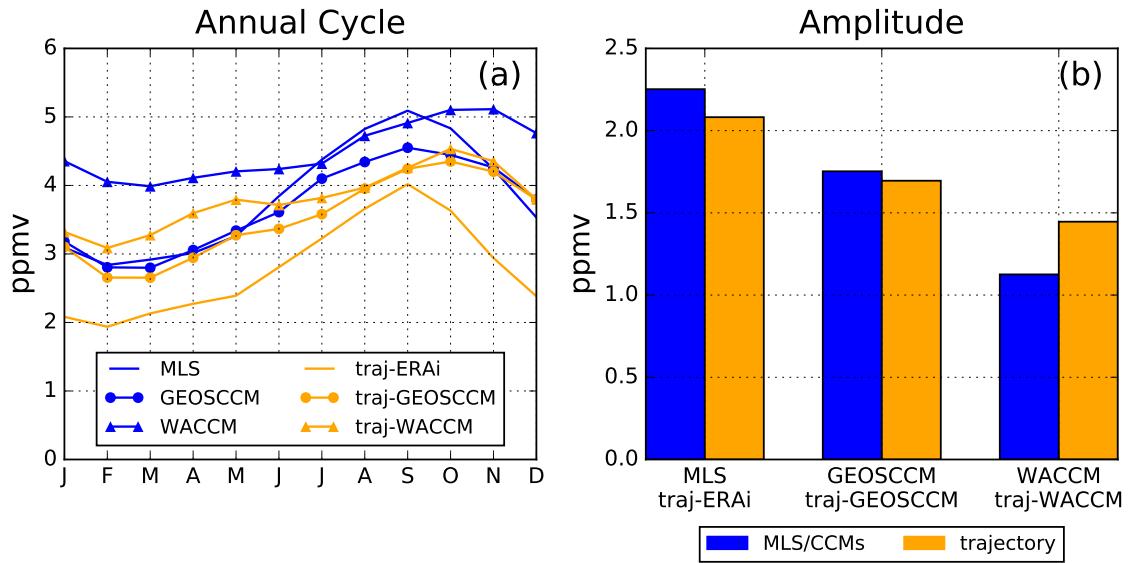 Annual Cycle
(a)
ppmv
6
5
4
3
2
1
0
J F M A M J J A S O N D
MLS
GEOSCCM
WACCM
traj-ERAi
traj-GEOSCCM
traj-WACCM
Amplitude
(b)
ppmv
2.5
2.0
1.5
1.0
0.5
0.0
MLS
traj-ERAi
GEOSCCM
traj-GEOSCCM
WACCM
traj-WACCM
MLS/CCMs
trajectory